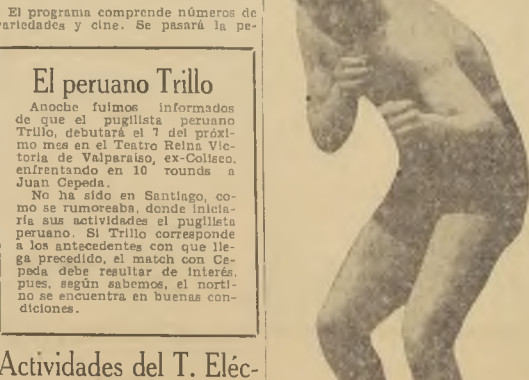 El programa comprende números de
variedades y cine. Se pasará la pe-
El peruano Trillo
Anoche fuimos informados
de que el pugilista peruano
Trillo, debutará el 7 del próxi-
mo mes en el Teatro Reina Vic-
toria de Valparaíso, ex-Coliseo,
enfrentando en 10 rounds a
Juan Cepeda.
No ha sido en Santiago, co-
mo se rumoreaba, donde inicia-
ría sus actividades el pugilista
peruano. Si Trillo corresponde
a los antecedentes con que lle-
ga precedido, el match con Ce-
peda debe resultar de interés,
pues, según sabemos, el norti-
no se encuentra en buenas con-
diciones.
Actividades del T. Eléc-